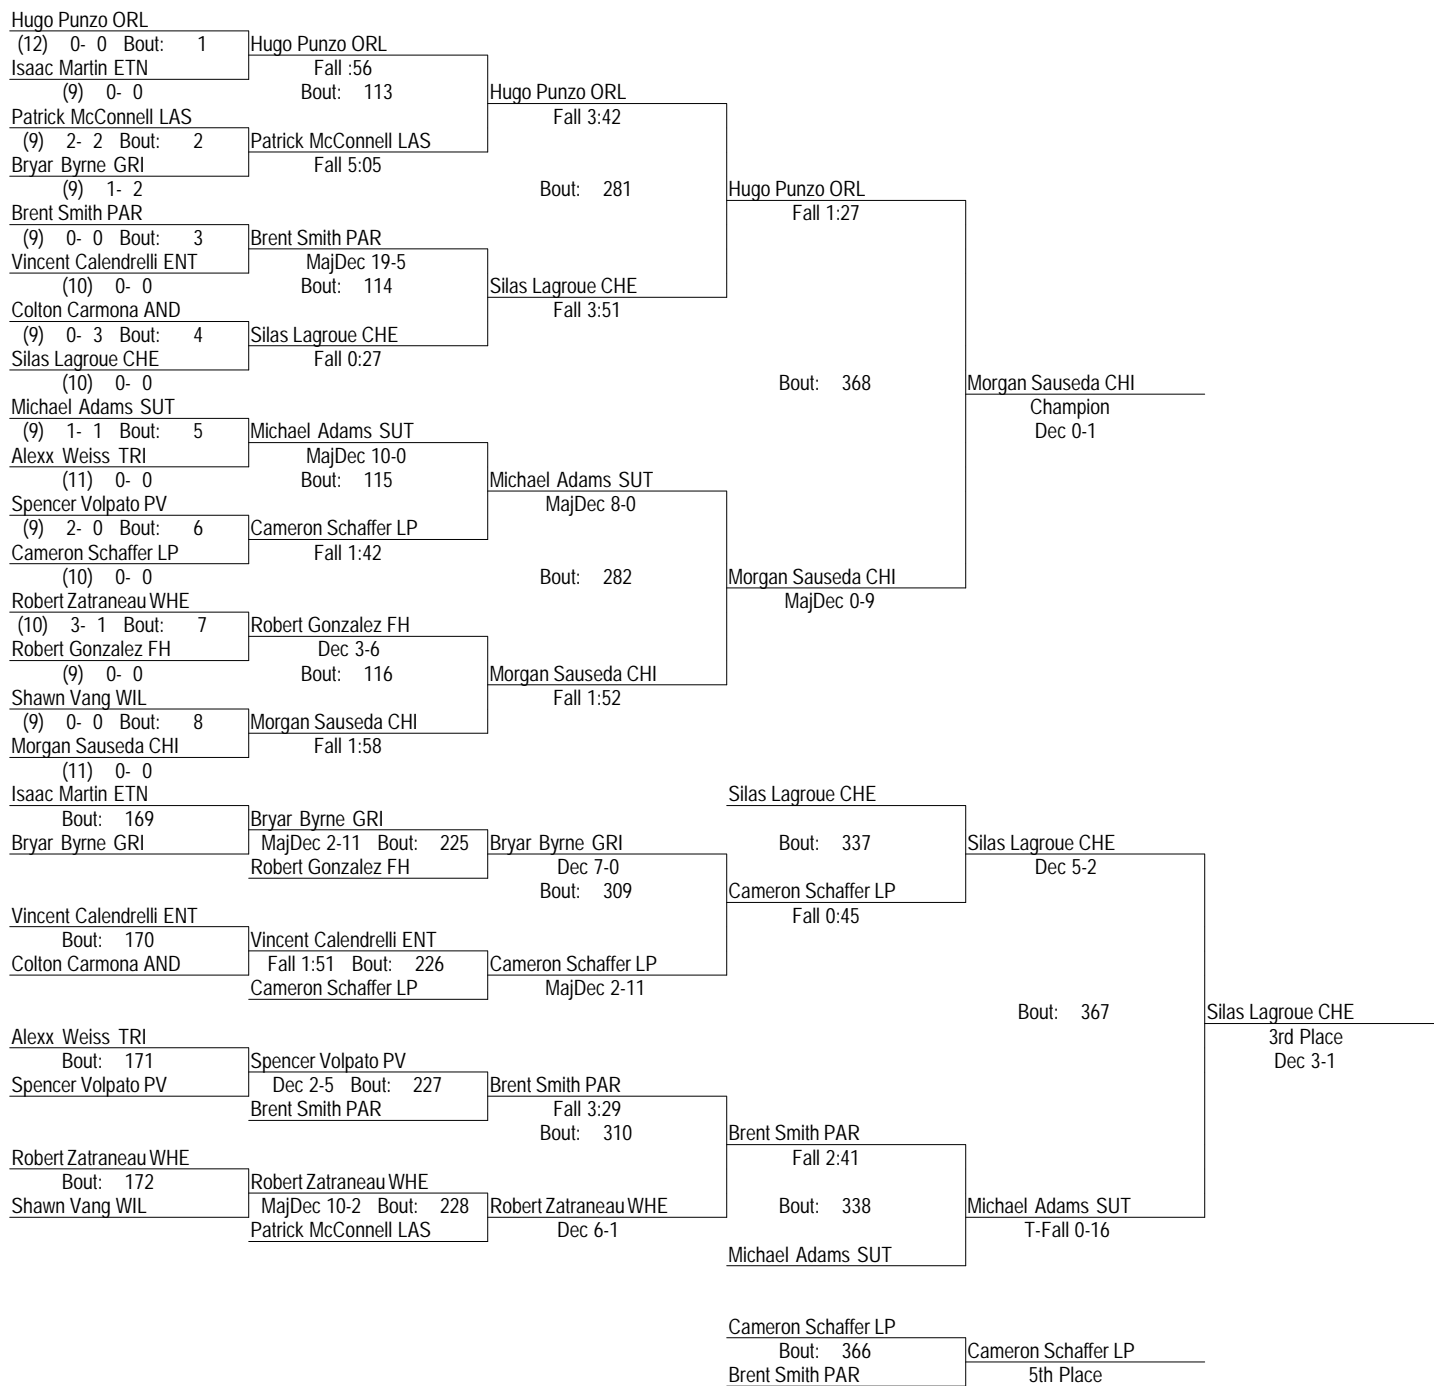 Hugo Punzo ORL
(12) 0- 0 Bout: 1 Hugo Punzo ORL
Isaac Martin ETN Fall :56
(9) 0- 0 Bout: 113 Hugo Punzo ORL
Patrick McConnell LAS Fall 3:42
(9) 2- 2 Bout: 2 Patrick McConnell LAS
Bryar Byrne GRI Fall 5:05
(9) 1- 2 Bout: 281 Hugo Punzo ORL
Brent Smith PAR Fall 1:27
(9) 0- 0 Bout: 3 Brent Smith PAR
Vincent Calendrelli ENT MajDec 19-5
(10) 0- 0 Bout: 114 Silas Lagroue CHE
Colton Carmona AND Fall 3:51
(9) 0- 3 Bout: 4 Silas Lagroue CHE
Silas Lagroue CHE Fall 0:27
(10) 0- 0 Bout: 368 Morgan Sauseda CHI
Michael Adams SUT Champion
(9) 1- 1 Bout: 5 Michael Adams SUT Dec 0-1
Alexx Weiss TRI MajDec 10-0
(11) 0- 0 Bout: 115 Michael Adams SUT
Spencer Volpato PV MajDec 8-0
(9) 2- 0 Bout: 6 Cameron Schaffer LP
Cameron Schaffer LP Fall 1:42
(10) 0- 0 Bout: 282 Morgan Sauseda CHI
Robert Zatraneau WHE MajDec 0-9
(10) 3- 1 Bout: 7 Robert Gonzalez FH
Robert Gonzalez FH Dec 3-6
(9) 0- 0 Bout: 116 Morgan Sauseda CHI
Shawn Vang WIL Fall 1:52
(9) 0- 0 Bout: 8 Morgan Sauseda CHI
Morgan Sauseda CHI Fall 1:58
(11) 0- 0
Isaac Martin ETN Silas Lagroue CHE
Bout: 169 Bryar Byrne GRI
Bryar Byrne GRI MajDec 2-11 Bout: 225 Bryar Byrne GRI Bout: 337 Silas Lagroue CHE
Robert Gonzalez FH Dec 7-0 Dec 5-2
Bout: 309 Cameron Schaffer LP
Vincent Calendrelli ENT Fall 0:45
Bout: 170 Vincent Calendrelli ENT
Colton Carmona AND Fall 1:51 Bout: 226 Cameron Schaffer LP
Cameron Schaffer LP MajDec 2-11
Bout: 367 Silas Lagroue CHE
Alexx Weiss TRI 3rd Place
Bout: 171 Spencer Volpato PV Dec 3-1
Spencer Volpato PV Dec 2-5 Bout: 227 Brent Smith PAR
Brent Smith PAR Fall 3:29
Bout: 310 Brent Smith PAR
Robert Zatraneau WHE Fall 2:41
Bout: 172 Robert Zatraneau WHE
Shawn Vang WIL MajDec 10-2 Bout: 228 Robert Zatraneau WHE Bout: 338 Michael Adams SUT
Patrick McConnell LAS Dec 6-1 T-Fall 0-16
Michael Adams SUT
Cameron Schaffer LP
Bout: 366 Cameron Schaffer LP
Brent Smith PAR 5th Place